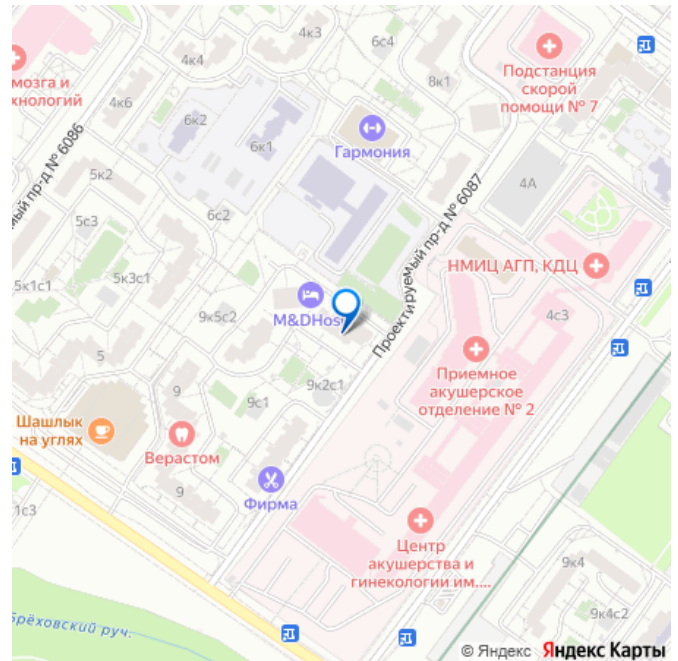 4к3
6с4
4к4
мозга и
хнологий
4к6
8к1
Подстанция
скорой
помощи № 7
6к2
6к1
Гармония
мый пр-д № 6086
5к2
4А
5с3
6с2
Проектируемый пр-д № 6087
5к1с1
5к3с1
НМИЦ АГП, КДЦ
M&DHos
9к5с2
4с3
5
Приемное
акушерское
отделение № 2
9
9к2с1
9с1
Шашлык
на углях
Верастом
9
Фирма
1с3
Центр
акушерства и
гинекологии им....
9к4
9к4с2
Брёховский руч.
© Яндекс Яндекс Карты